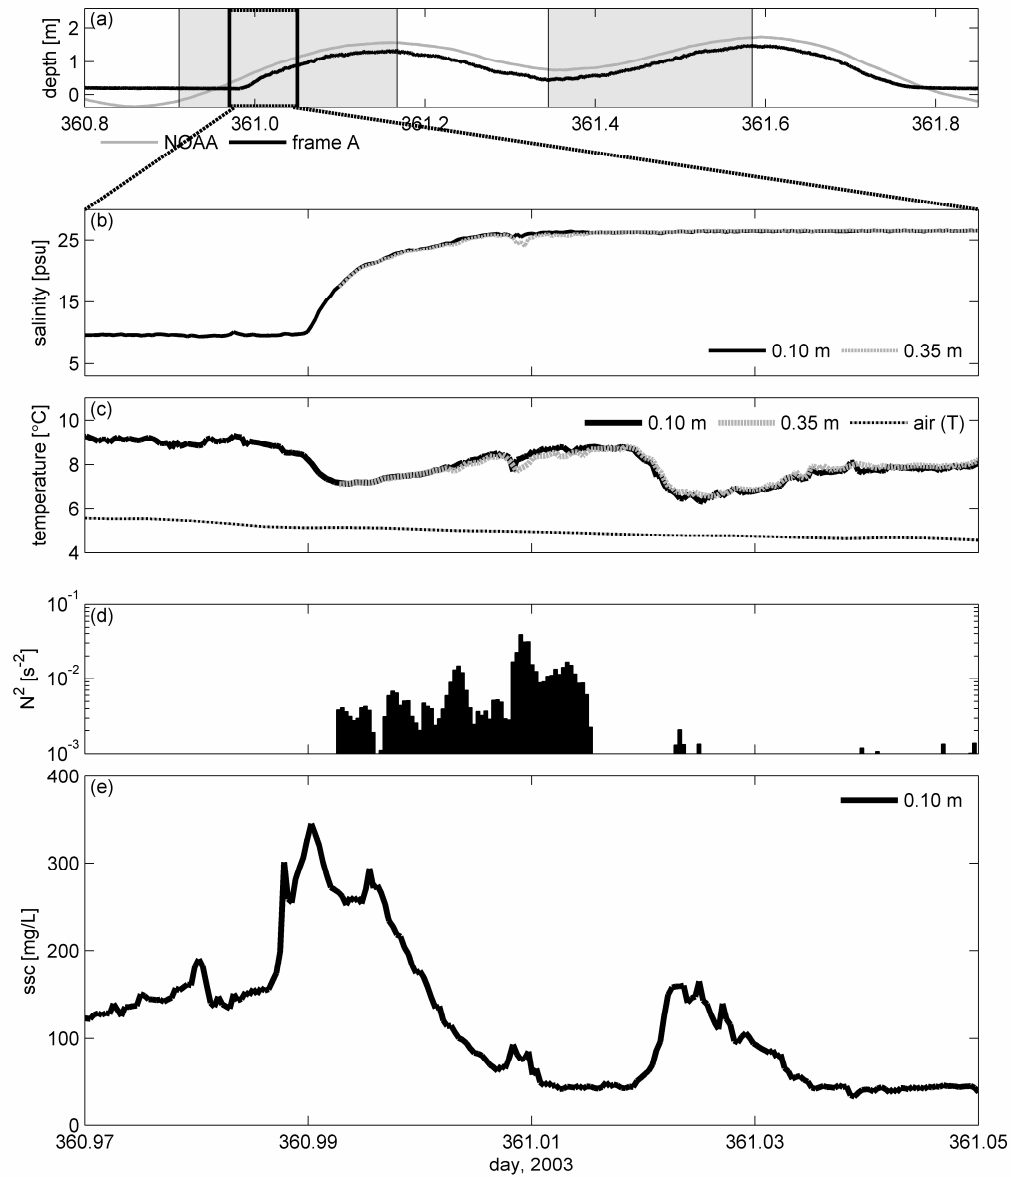 (a)
depth [m]
2
1
0
360.8 361.0 361.2 361.4 361.6 361.8
NOAA frame A
(b)
salinity [psu]
25
15
5
0.10 m 0.35 m
(c)
temperature [°C]
10
8
6
4
0.10 m 0.35 m air (T)
(d)
N² [s⁻²]
10⁻¹
10⁻²
10⁻³
(e)
ssc [mg/L]
400
300
200
100
0
0.10 m
360.97 360.99 361.01 361.03 361.05
day, 2003